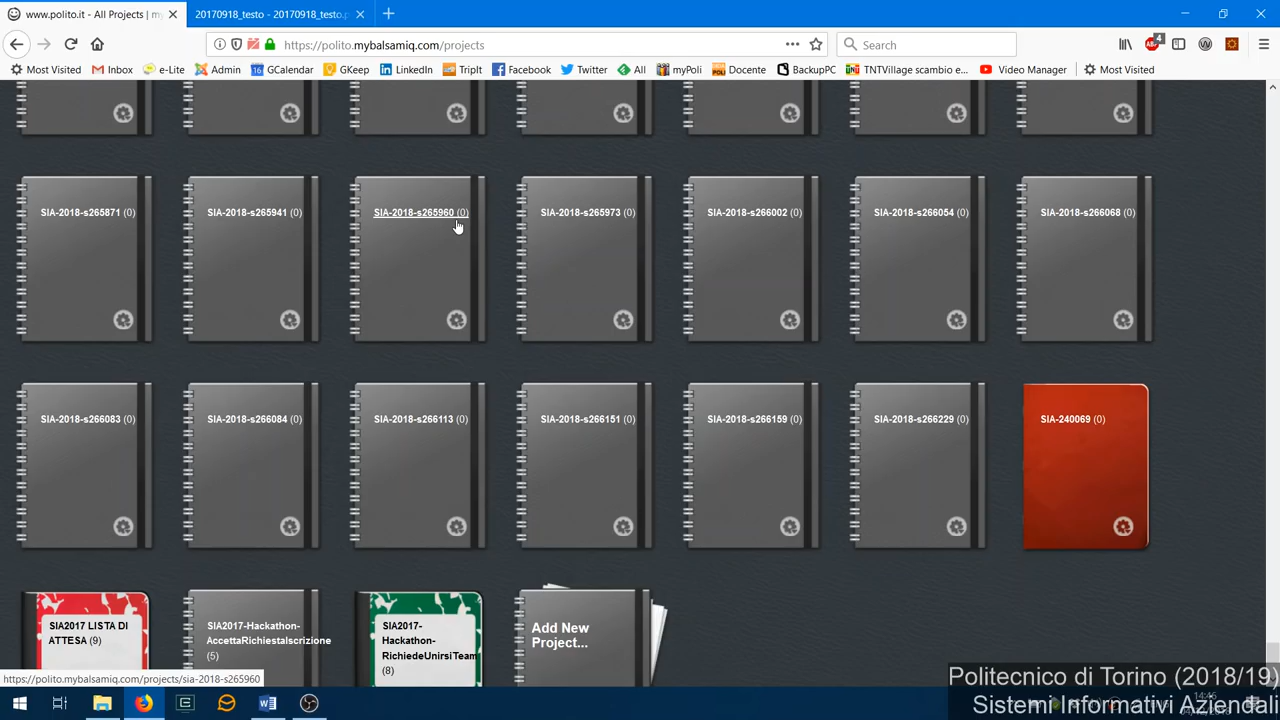 www.polito.it - All Projects | my
20170918_testo - 20170918_testo.p
https://polito.mybalsamiq.com/projects
Search
4
Most Visited
Inbox
e-Lite
Admin
16 GCalendar
GKeep
LinkedIn
TripIt
Facebook
Twitter
All
myPoli
Docente
BackupPC
TNTVillage scambio e...
Video Manager
Most Visited
SIA-2018-s265871 (0)
SIA-2018-s265941 (0)
SIA-2018-s265960 (0)
SIA-2018-s265973 (0)
SIA-2018-s266002 (0)
SIA-2018-s266054 (0)
SIA-2018-s266068 (0)
SIA-2018-s266083 (0)
SIA-2018-s266084 (0)
SIA-2018-s266113 (0)
SIA-2018-s266151 (0)
SIA-2018-s266159 (0)
SIA-2018-s266229 (0)
SIA-240069 (0)
SIA2017 LISTA DI
ATTESA (9)
SIA2017-Hackathon-
AccettaRichiestaIscrizione
(5)
SIA2017-
Hackathon-
RichiedeUnirsiTeam
(8)
Add New
Project...
https://polito.mybalsamiq.com/projects/sia-2018-s265960
Politecnico di Torino (2018/19)
Sistemi Informativi Aziendali